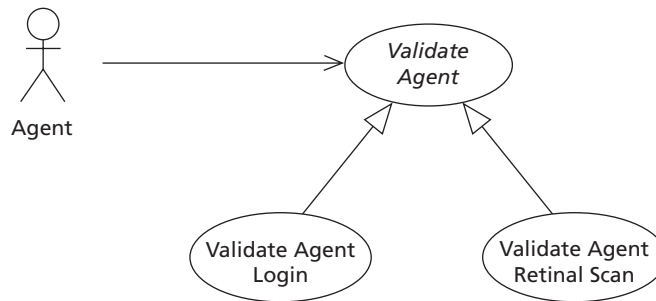 Validate
Agent
Agent
Validate Agent
Login
Validate Agent
Retinal Scan